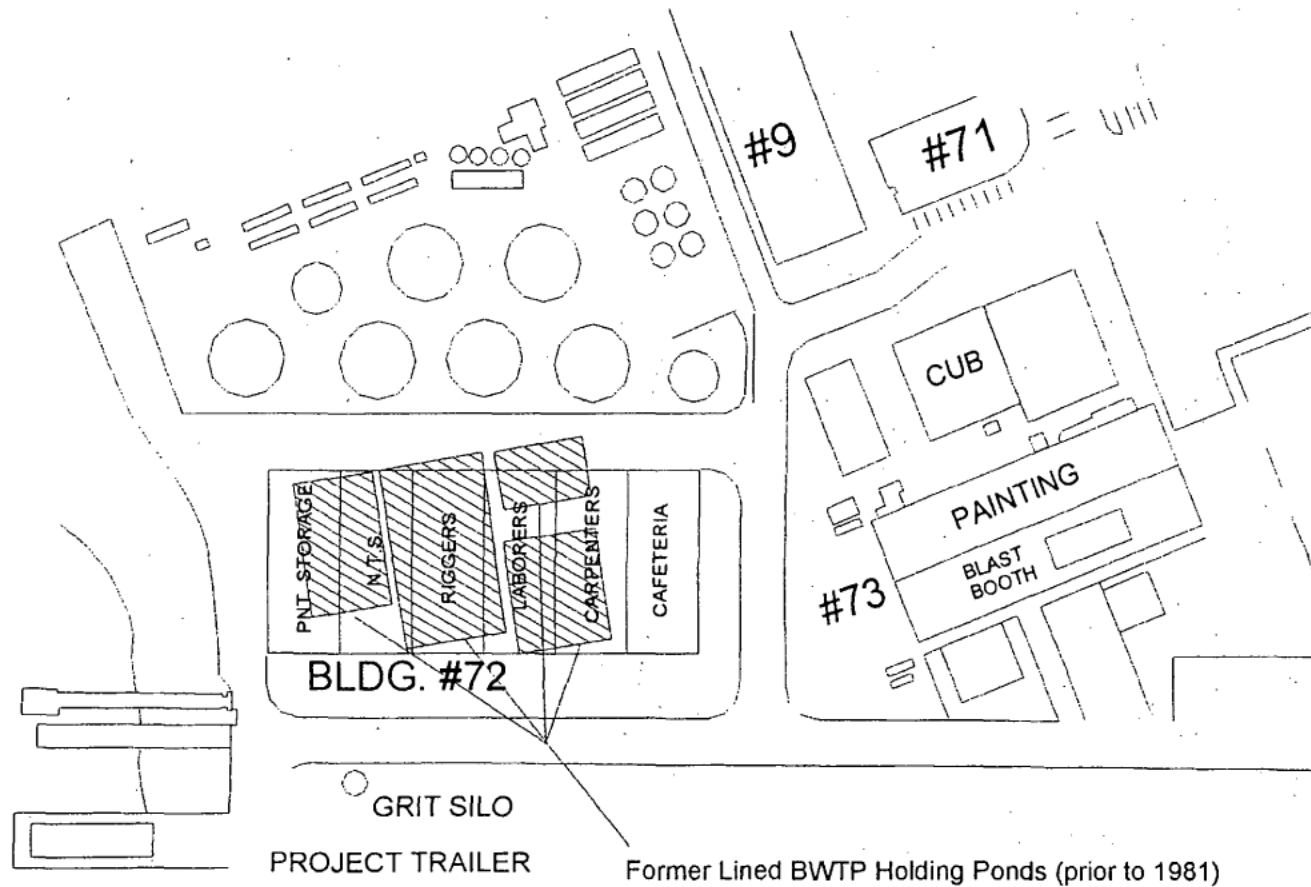 #9
#71
CUB
PAINTING
BLAST
BOOTH
#73
PNT. STORAGE
N.T.S.
RIGGERS
LABORERS
CARPENTERS
CAFETERIA
BLDG. #72
GRIT SILO
PROJECT TRAILER
Former Lined BWTP Holding Ponds (prior to 1981)